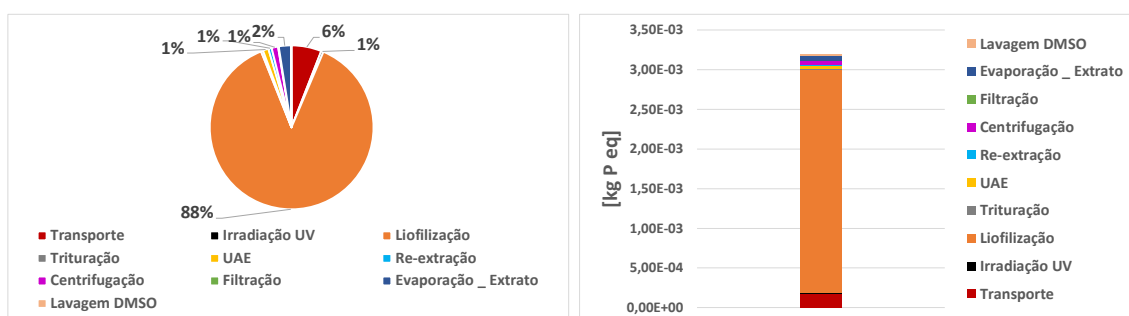 1% 1% 1% 2% 6% 1%
88%
Transporte Irradiação UV Liofilização
Trituração UAE Re-extração
Centrifugação Filtração Evaporação _ Extrato
Lavagem DMSO
[kg P eq]
3,50E-03
3,00E-03
2,50E-03
2,00E-03
1,50E-03
1,00E-03
5,00E-04
0,00E+00
Lavagem DMSO
Evaporação _ Extrato
Filtração
Centrifugação
Re-extração
UAE
Trituração
Liofilização
Irradiação UV
Transporte